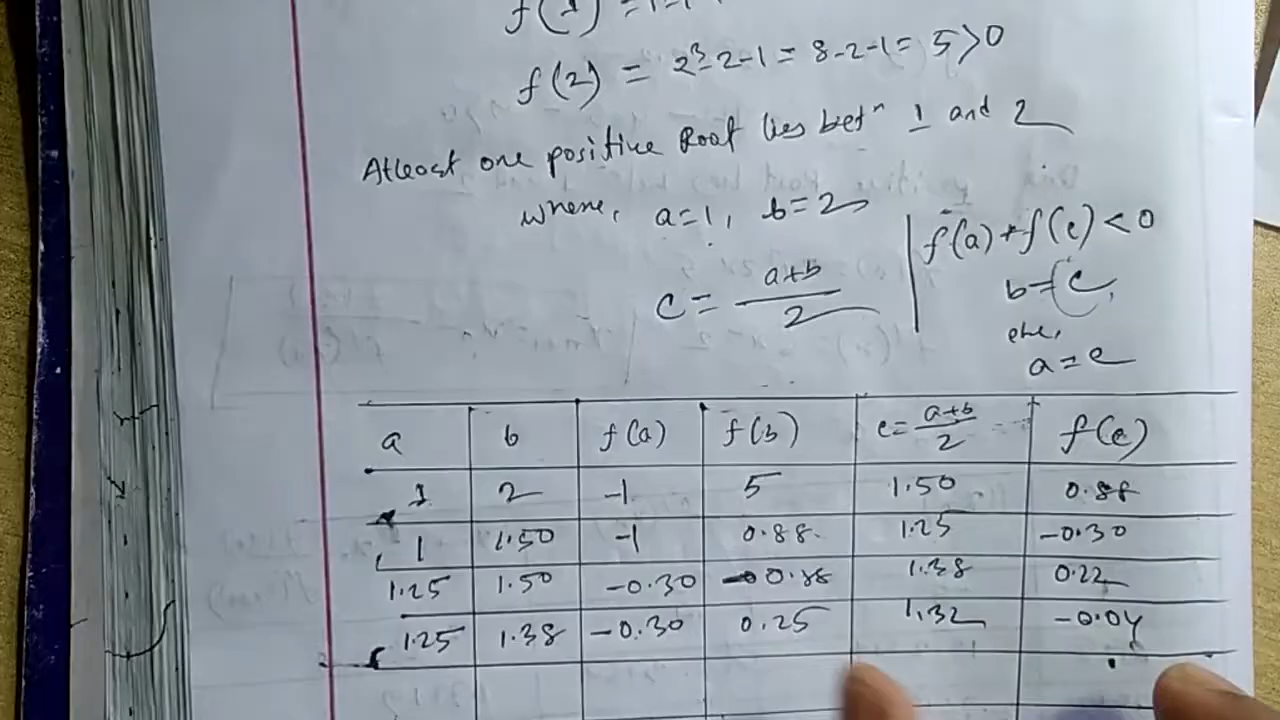 f(1) = 1-1-
f(2) = 2³-2-1 = 8-2-1 = 5>0
Atleast one positive Root lies betⁿ 1 and 2
where, a=1, b=2
c = a+b / 2
f(a)*f(c) < 0
b=c,
else,
a=c
a b f(a) f(b) c=a+b/2 f(c)
1 2 -1 5 1.50 0.88
1 1.50 -1 0.88 1.25 -0.30
1.25 1.50 -0.30 0.88 1.38 0.22
1.25 1.38 -0.30 0.25 1.32 -0.04